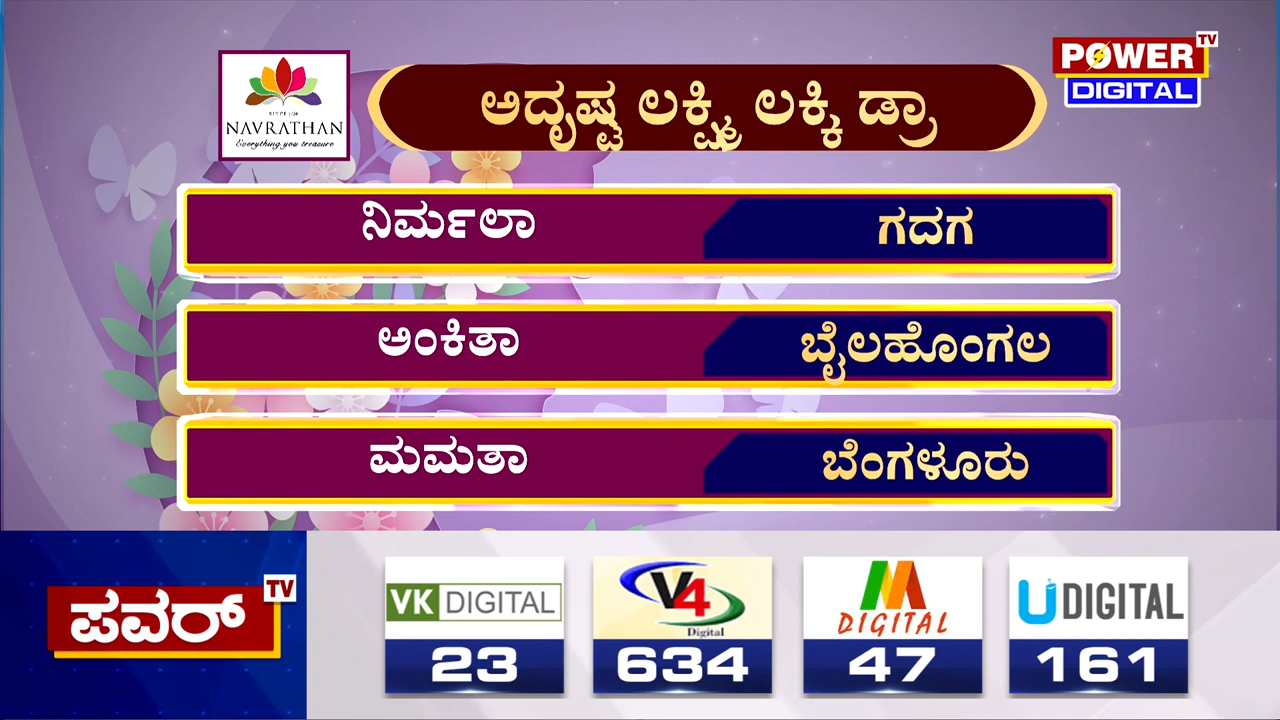 ಅದೃಷ್ಟ ಲಕ್ಷ್ಮಿ ಲಕ್ಕಿ ಡ್ರಾ
POWER TV
DIGITAL
NAVRATHAN
Everything you treasure
ನಿರ್ಮಲಾ ಗದಗ
ಅಂಕಿತಾ ಬೈಲಹೊಂಗಲ
ಮಮತಾ ಬೆಂಗಳೂರು
ಪವರ್ TV
VK DIGITAL
23
V4
Digital
634
M
DIGITAL
47
U DIGITAL
161